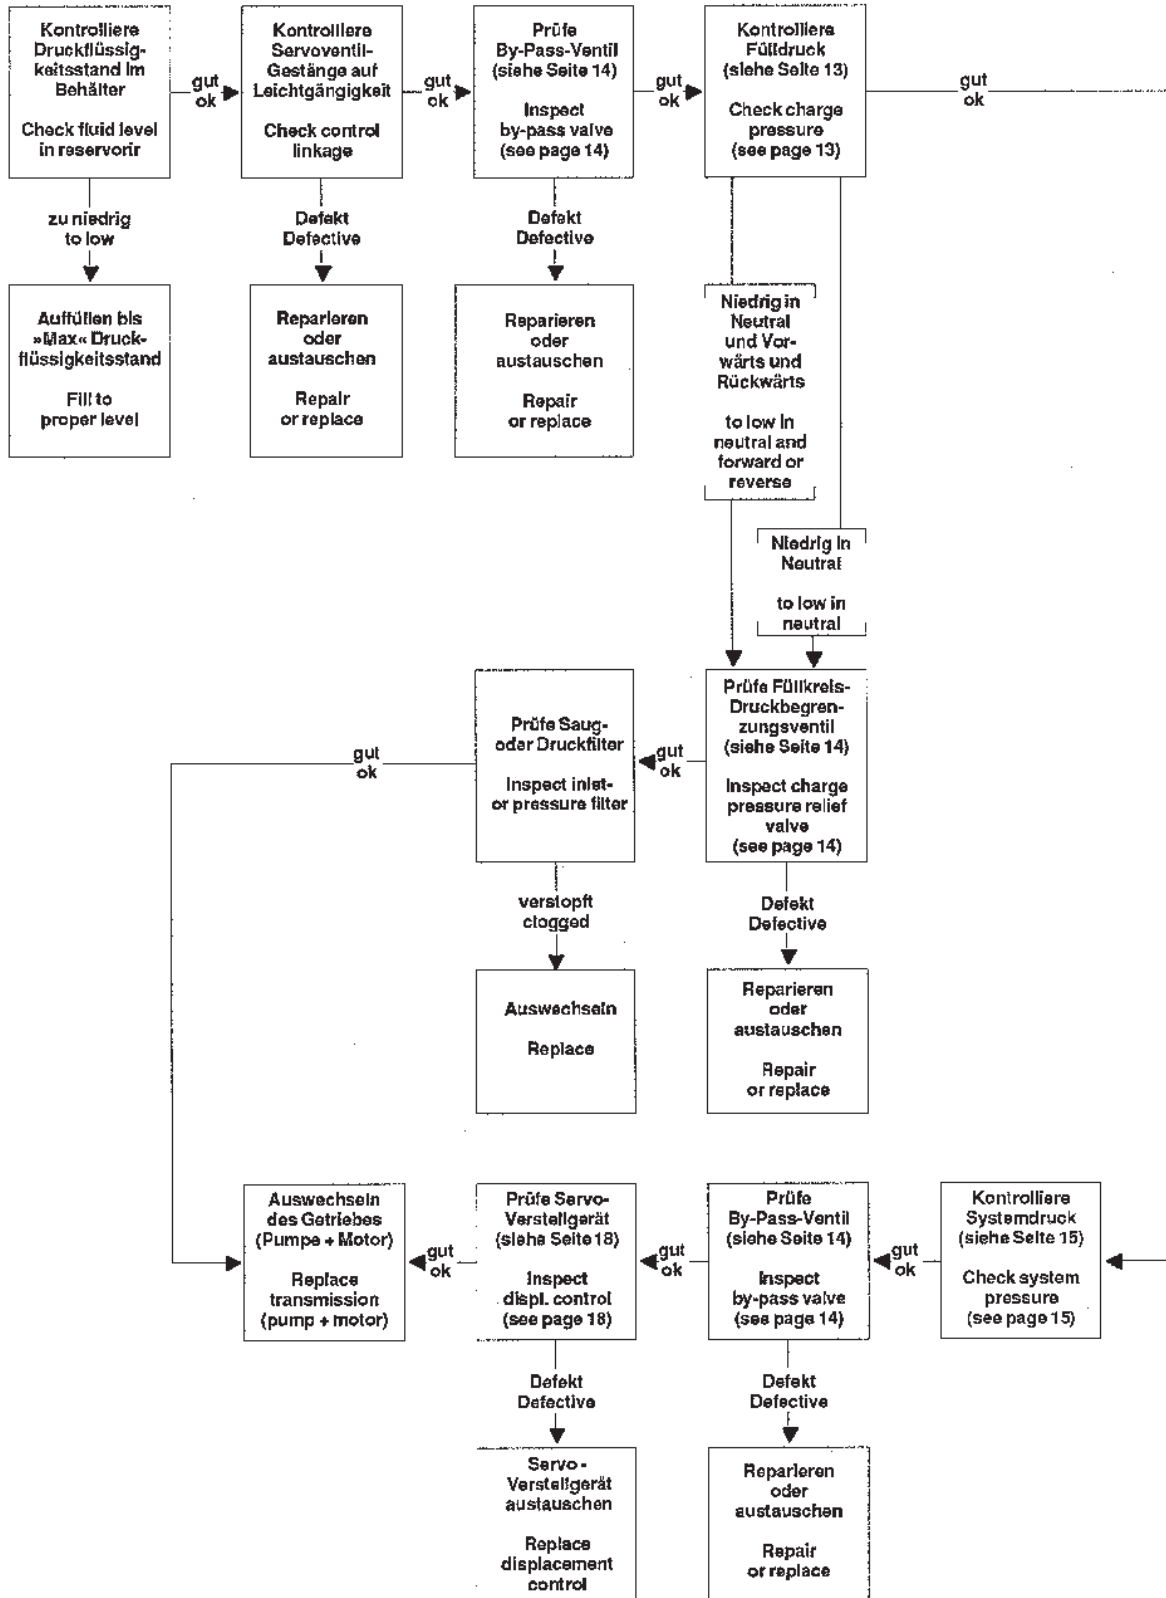 Kontrolliere
Druckflüssig-
keitsstand im
Behälter
Check fluid level
in reservorir
gut
ok
Kontrolliere
Servoventil-
Gestänge auf
Leichtgängigkeit
Check control
linkage
gut
ok
Prüfe
By-Pass-Ventil
(siehe Seite 14)
Inspect
by-pass valve
(see page 14)
gut
ok
Kontrolliere
Fülldruck
(siehe Seite 13)
Check charge
pressure
(see page 13)
gut
ok
zu niedrig
to low
Defekt
Defective
Defekt
Defective
Auffüllen bis
»Max« Druck-
flüssigkeitsstand
Fill to
proper level
Reparieren
oder
austauschen
Repair
or replace
Reparieren
oder
austauschen
Repair
or replace
Niedrig in
Neutral
und Vor-
wärts und
Rückwärts
to low in
neutral and
forward or
reverse
Niedrig in
Neutral
to low in
neutral
gut
ok
Prüfe Saug-
oder Druckfilter
Inspect inlet-
or pressure filter
gut
ok
Prüfe Füllkreis-
Druckbegren-
zungsventil
(siehe Seite 14)
Inspect charge
pressure relief
valve
(see page 14)
verstopft
clogged
Defekt
Defective
Auswechseln
Replace
Reparieren
oder
austauschen
Repair
or replace
Auswechseln
des Getriebes
(Pumpe + Motor)
Replace
transmission
(pump + motor)
gut
ok
Prüfe Servo-
Verstellgerät
(siehe Seite 18)
Inspect
displ. control
(see page 18)
gut
ok
Prüfe
By-Pass-Ventil
(siehe Seite 14)
Inspect
by-pass valve
(see page 14)
gut
ok
Kontrolliere
Systemdruck
(siehe Seite 15)
Check system
pressure
(see page 15)
Defekt
Defective
Defekt
Defective
Servo-
Verstellgerät
austauschen
Replace
displacement
control
Reparieren
oder
austauschen
Repair
or replace